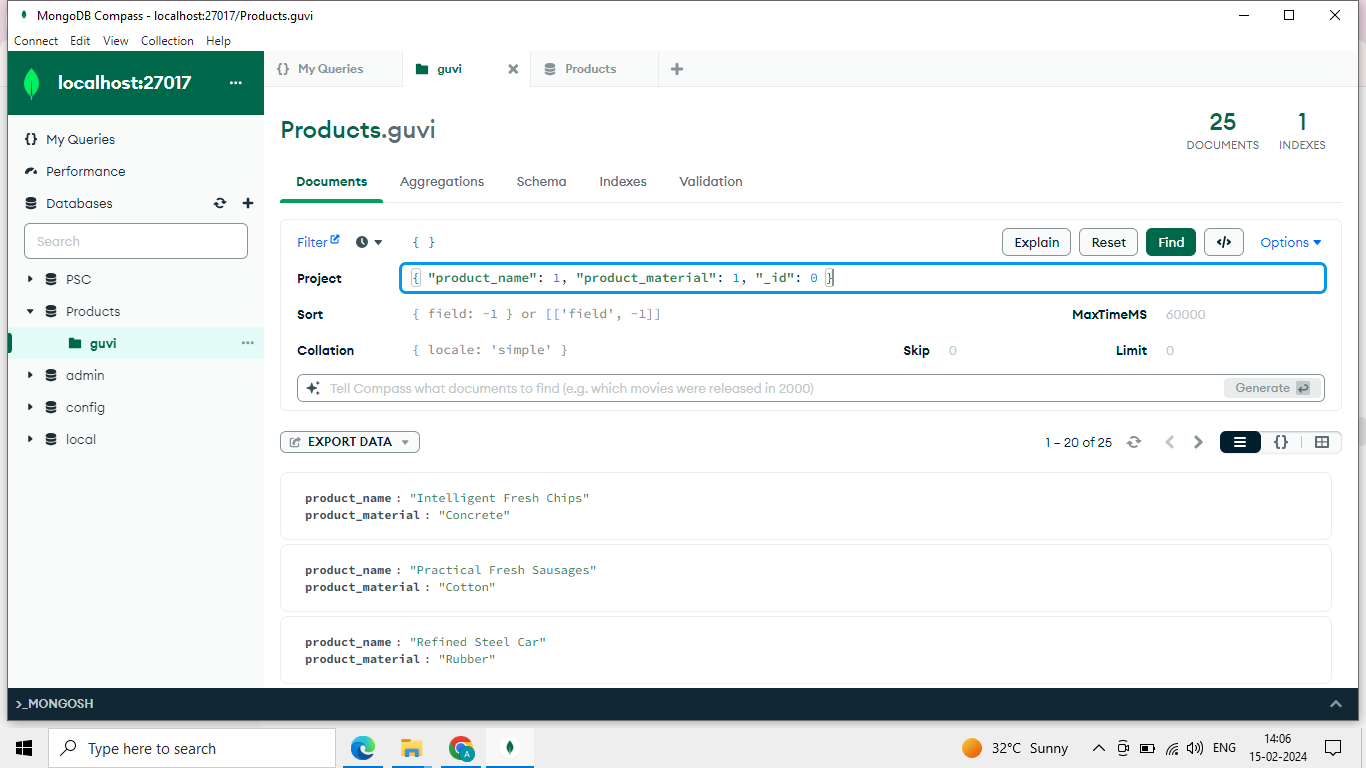 MongoDB Compass - localhost:27017/Products.guvi
Connect Edit View Collection Help
localhost:27017
My Queries
Performance
Databases
Search
PSC
Products
guvi
admin
config
local
My Queries
guvi
Products
Products.guvi
25
DOCUMENTS
1
INDEXES
Documents Aggregations Schema Indexes Validation
Filter
{ }
Explain Reset Find </> Options
Project { "product_name": 1, "product_material": 1, "_id": 0 }
Sort { field: -1 } or [['field', -1]] MaxTimeMS 60000
Collation { locale: 'simple' } Skip 0 Limit 0
Tell Compass what documents to find (e.g. which movies were released in 2000) Generate
EXPORT DATA 1 – 20 of 25 {}
product_name : "Intelligent Fresh Chips"
product_material : "Concrete"
product_name : "Practical Fresh Sausages"
product_material : "Cotton"
product_name : "Refined Steel Car"
product_material : "Rubber"
>_MONGOSH
Type here to search
A
32°C Sunny
ENG
14:06
15-02-2024